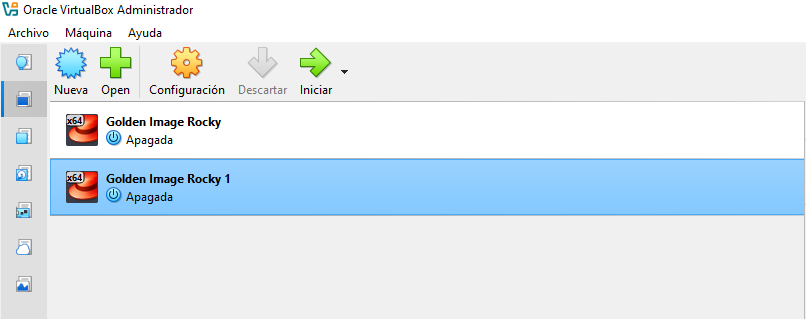 Oracle VirtualBox Administrador
Archivo Máquina Ayuda
Nueva Open Configuración Descartar Iniciar
x64 Golden Image Rocky
Apagada
x64 Golden Image Rocky 1
Apagada